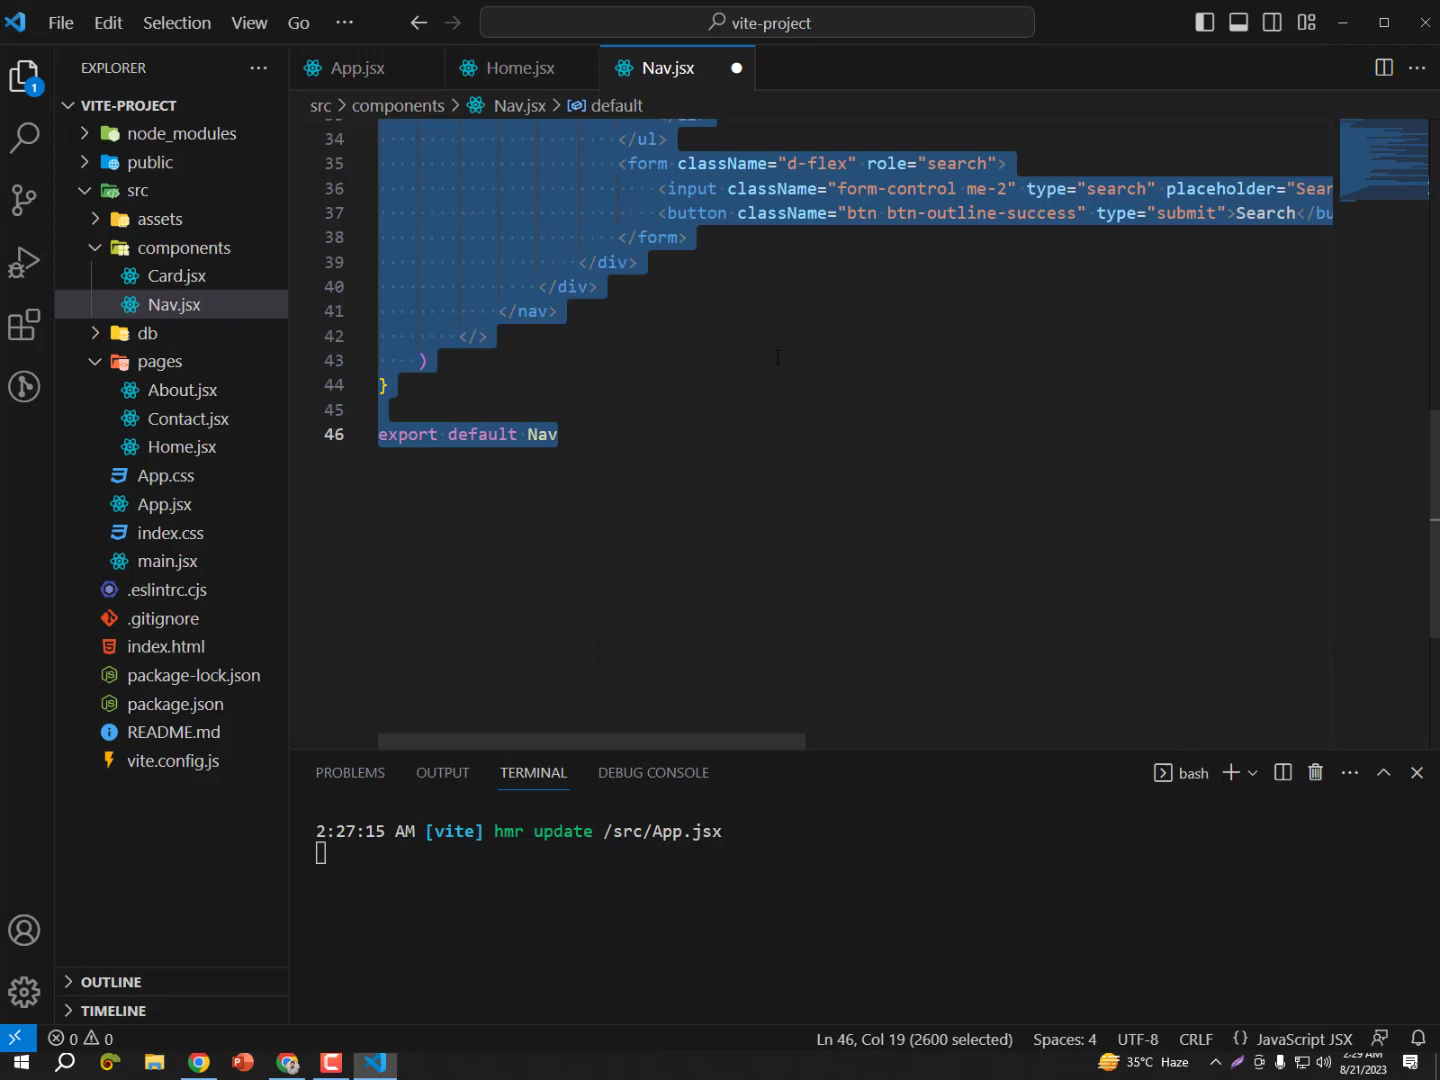 File Edit Selection View Go ··· vite-project
EXPLORER ··· App.jsx Home.jsx Nav.jsx
VITE-PROJECT
node_modules
public
src
assets
components
Card.jsx
Nav.jsx
db
pages
About.jsx
Contact.jsx
Home.jsx
App.css
App.jsx
index.css
main.jsx
.eslintrc.cjs
.gitignore
index.html
package-lock.json
package.json
README.md
vite.config.js
OUTLINE
TIMELINE
src > components > Nav.jsx > default
34 </ul>
35 <form className="d-flex" role="search">
36 <input className="form-control me-2" type="search" placeholder="Sear
37 <button className="btn btn-outline-success" type="submit">Search</bu
38 </form>
39 </div>
40 </div>
41 </nav>
42 </>
43 )
44 }
45
46 export default Nav
PROBLEMS OUTPUT TERMINAL DEBUG CONSOLE bash
2:27:15 AM [vite] hmr update /src/App.jsx
0 0 Ln 46, Col 19 (2600 selected) Spaces: 4 UTF-8 CRLF {} JavaScript JSX
35°C Haze 2:29 AM
8/21/2023
1